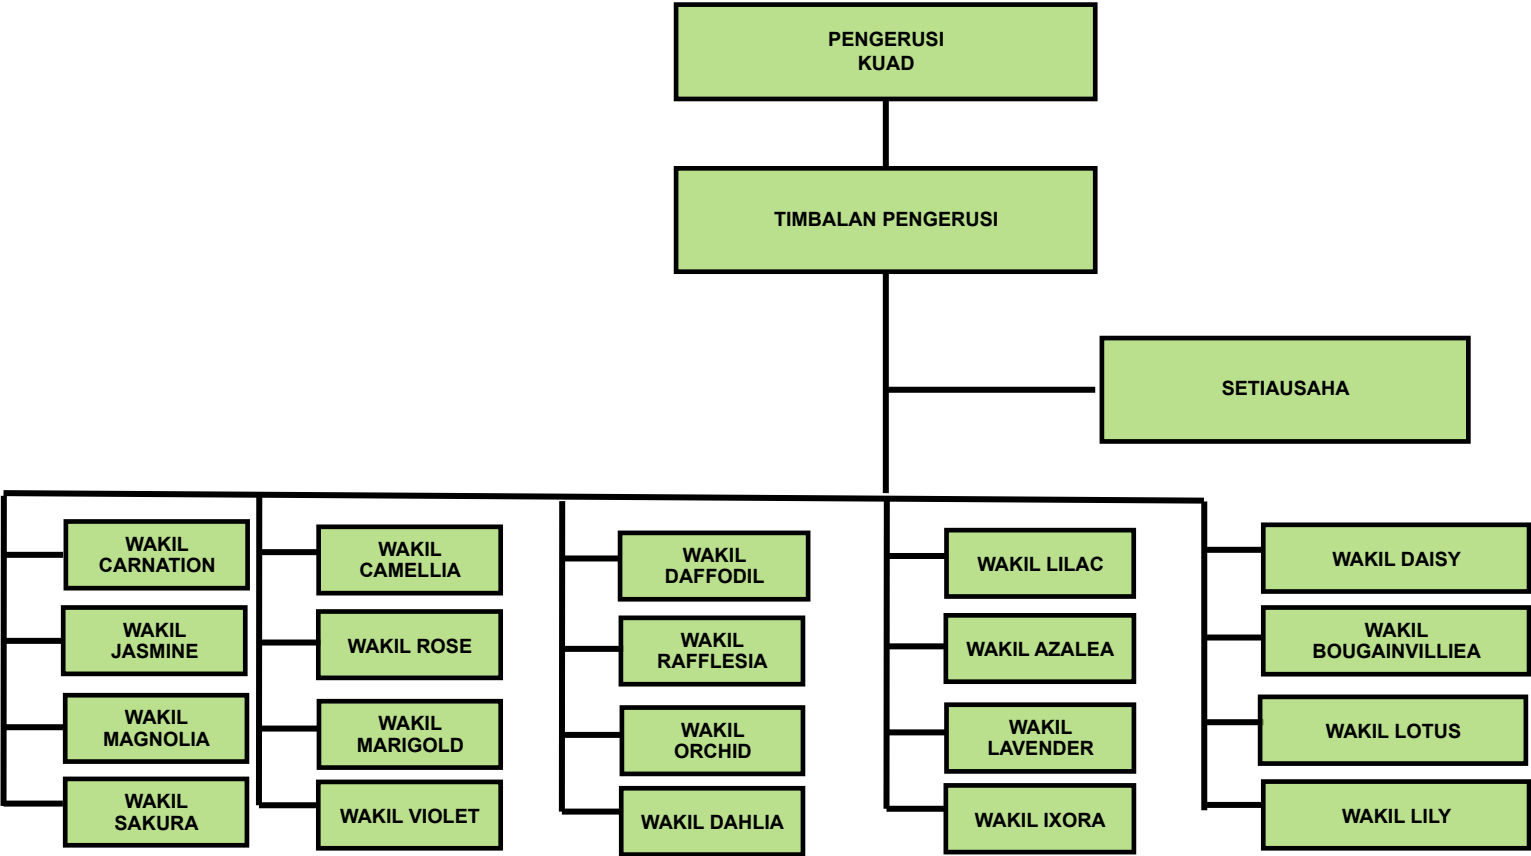 PENGERUSI
KUAD
TIMBALAN PENGERUSI
SETIAUSAHA
WAKIL
CARNATION
WAKIL
JASMINE
WAKIL
MAGNOLIA
WAKIL
SAKURA
WAKIL
CAMELLIA
WAKIL ROSE
WAKIL
MARIGOLD
WAKIL VIOLET
WAKIL
DAFFODIL
WAKIL
RAFFLESIA
WAKIL
ORCHID
WAKIL DAHLIA
WAKIL LILAC
WAKIL AZALEA
WAKIL
LAVENDER
WAKIL IXORA
WAKIL DAISY
WAKIL
BOUGAINVILLIEA
WAKIL LOTUS
WAKIL LILY